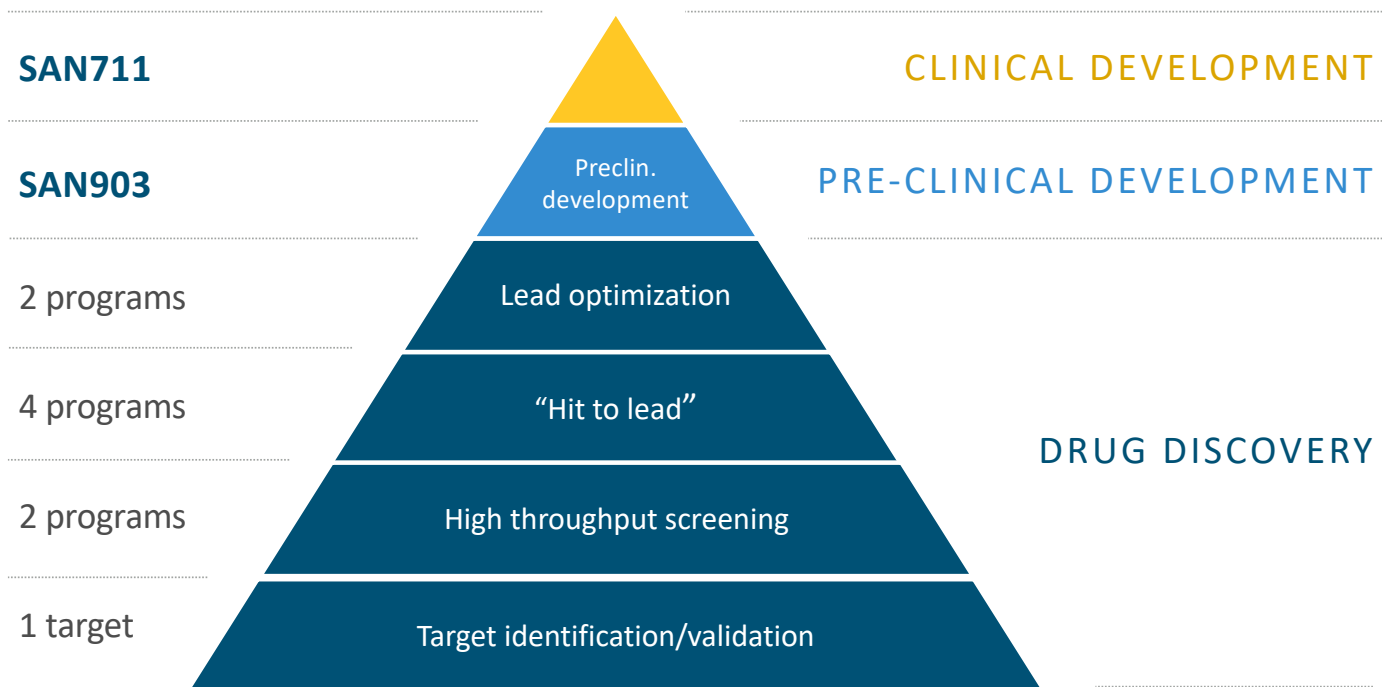 SAN711
CLINICAL DEVELOPMENT
SAN903
Preclin.
development
PRE-CLINICAL DEVELOPMENT
2 programs
Lead optimization
4 programs
“Hit to lead”
DRUG DISCOVERY
2 programs
High throughput screening
1 target
Target identification/validation